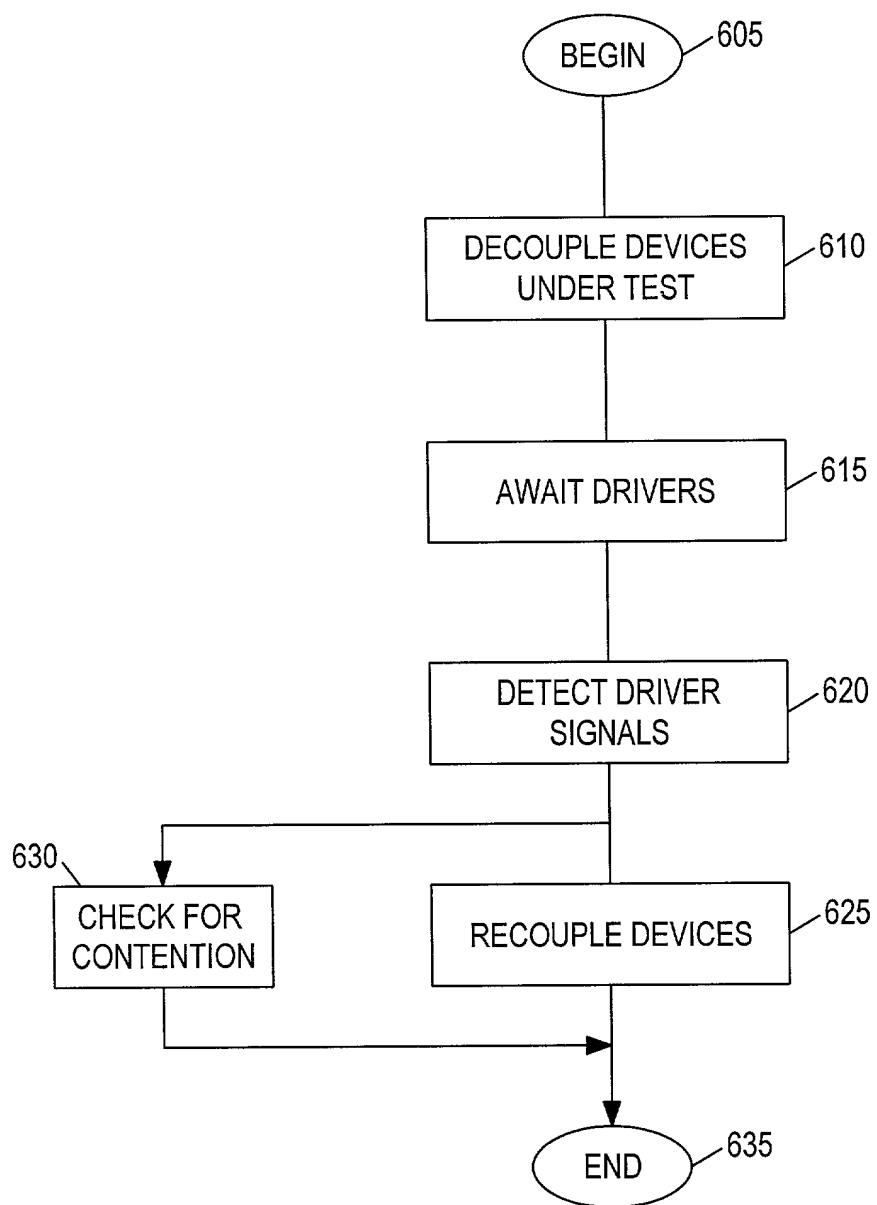 BEGIN
605
DECOUPLE DEVICES
UNDER TEST
610
AWAIT DRIVERS
615
DETECT DRIVER
SIGNALS
620
630
CHECK FOR
CONTENTION
RECOUPLE DEVICES
625
END
635